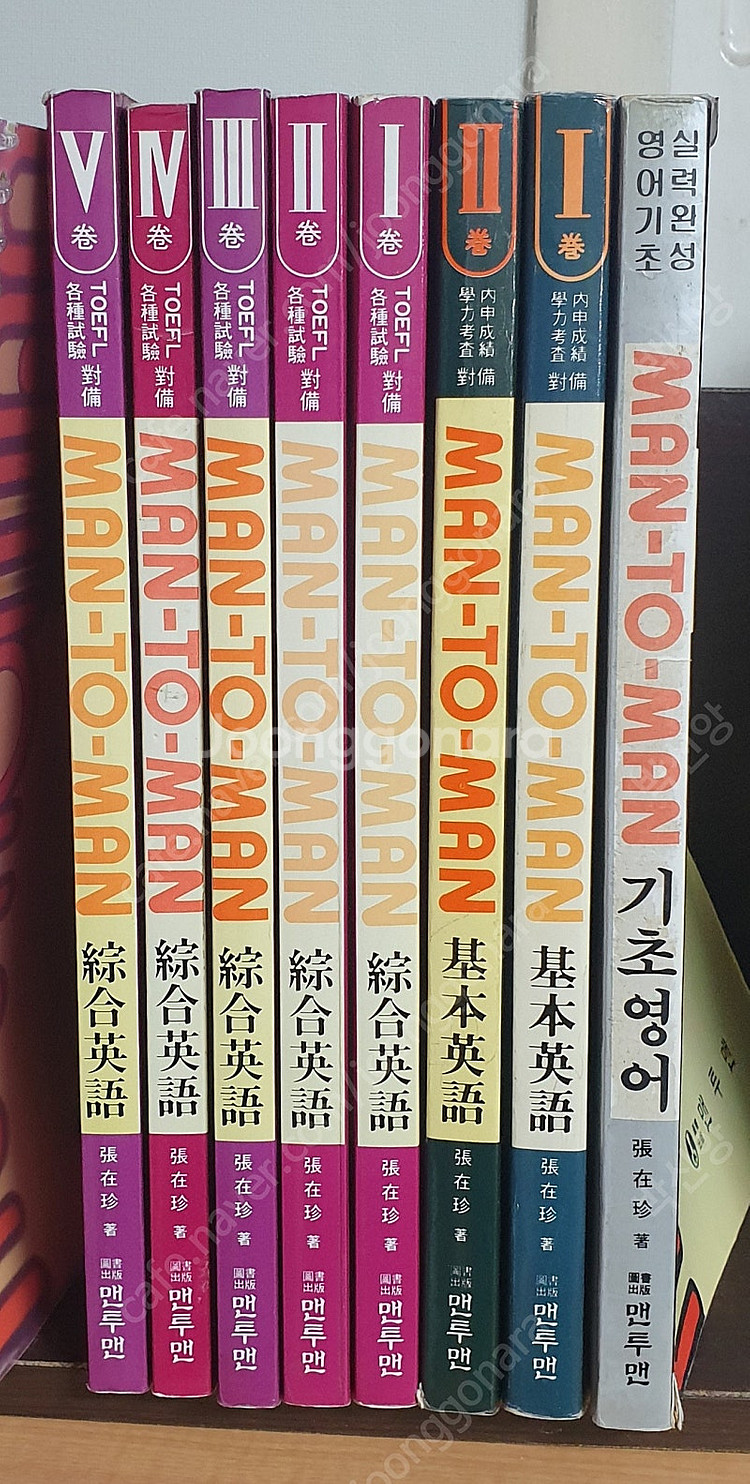 V
卷
TOEFL
各種試驗 對備
MAN-TO-MAN
綜合英語
張在珍 著
圖書出版 맨투맨
IV
卷
TOEFL
各種試驗 對備
MAN-TO-MAN
綜合英語
張在珍 著
圖書出版 맨투맨
III
卷
TOEFL
各種試驗 對備
MAN-TO-MAN
綜合英語
張在珍 著
圖書出版 맨투맨
II
卷
TOEFL
各種試驗 對備
MAN-TO-MAN
綜合英語
張在珍 著
圖書出版 맨투맨
I
卷
TOEFL
各種試驗 對備
MAN-TO-MAN
綜合英語
張在珍 著
圖書出版 맨투맨
II
卷
內申成績
學力考査 對備
MAN-TO-MAN
基本英語
張在珍 著
圖書出版 맨투맨
I
卷
內申成績
學力考査 對備
MAN-TO-MAN
基本英語
張在珍 著
圖書出版 맨투맨
실력완성
영어기초
MAN-TO-MAN
기초영어
張在珍 著
圖書出版 맨투맨
Joonggonara